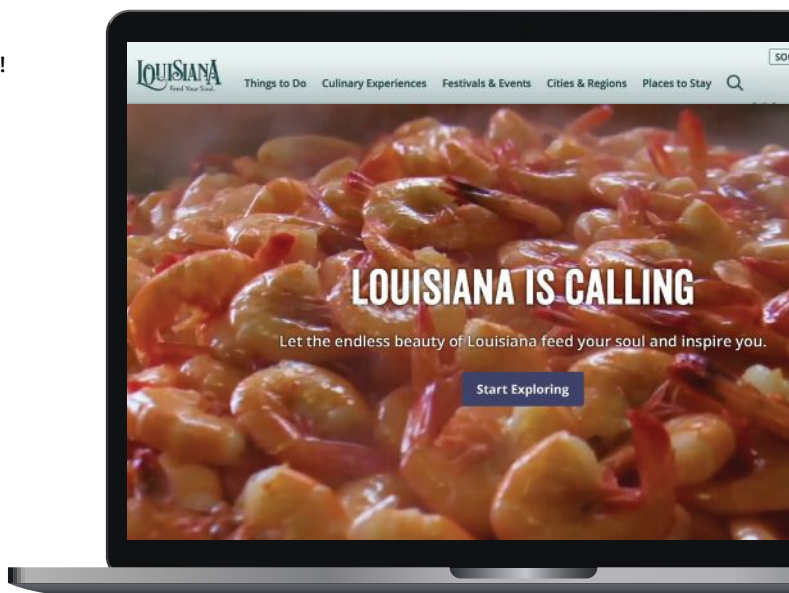 !
LOUISIANA
Feed Your Soul.
Things to Do Culinary Experiences Festivals & Events Cities & Regions Places to Stay
LOUISIANA IS CALLING
Let the endless beauty of Louisiana feed your soul and inspire you.
Start Exploring